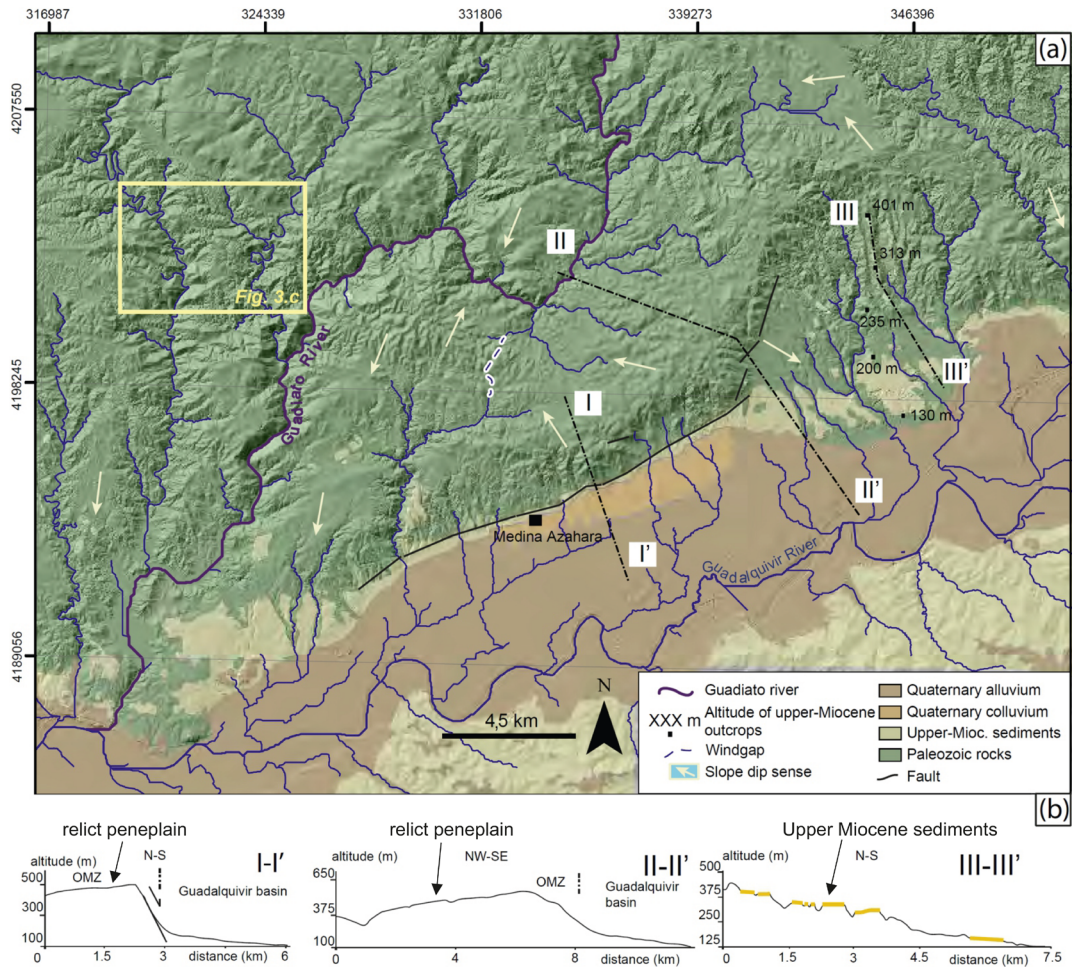 316987
324339
331806
339273
346396
(a)
4207550
4198245
4189056
III
401 m
II
313 m
Fig. 3.c
235 m
Guadiato River
200 m
III'
I
130 m
II'
Medina Azahara
I'
Guadalquivir River
N
4,5 km
Guadiato river
XXX m Altitude of upper-Miocene
outcrops
Windgap
Slope dip sense
Quaternary alluvium
Quaternary colluvium
Upper-Mioc. sediments
Paleozoic rocks
Fault
(b)
relict peneplain
altitude (m)
N-S
I-I'
OMZ
Guadalquivir basin
500
400
300
100
0
1.5
3
distance (km)
6
relict peneplain
altitude (m)
NW-SE
II-II'
OMZ
Guadalquivir
basin
650
375
100
0
4
8
distance (km)
Upper Miocene sediments
altitude (m)
N-S
III-III'
500
375
250
125
0
1.5
3
4.5
distance (km)
7.5